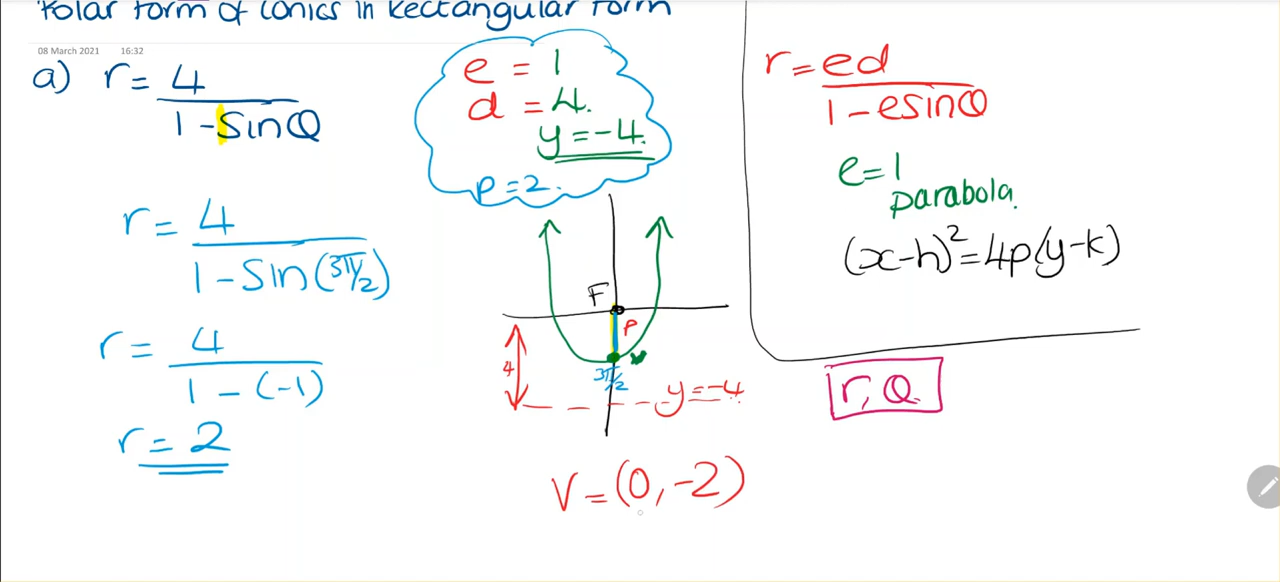 Polar Form of Conics in Rectangular Form
08 March 2021 16:32
a) r = 4 / 1 - Sinθ
r = 4 / 1 - Sin(3π/2)
r = 4 / 1 - (-1)
r = 2
e = 1
d = 4.
y = -4.
p = 2.
F
P
V
3π/2
4
y = -4.
V = (0, -2)
r = ed / 1 - esinθ
e = 1
parabola.
(x-h)² = 4p(y-k)
r, θ